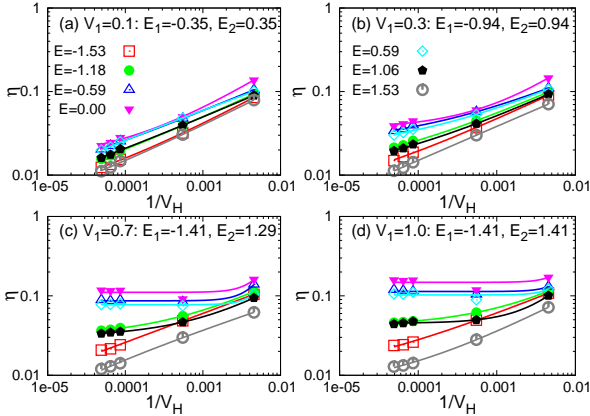 (a) V₁=0.1: E₁=-0.35, E₂=0.35
E=-1.53
E=-1.18
E=-0.59
E=0.00
η
1
0.1
0.01
1e-05 0.0001 0.001 0.01
1/V_H
(b) V₁=0.3: E₁=-0.94, E₂=0.94
E=0.59
E=1.06
E=1.53
η
1
0.1
0.01
1e-05 0.0001 0.001 0.01
1/V_H
(c) V₁=0.7: E₁=-1.41, E₂=1.29
η
1
0.1
0.01
1e-05 0.0001 0.001 0.01
1/V_H
(d) V₁=1.0: E₁=-1.41, E₂=1.41
η
1
0.1
0.01
1e-05 0.0001 0.001 0.01
1/V_H